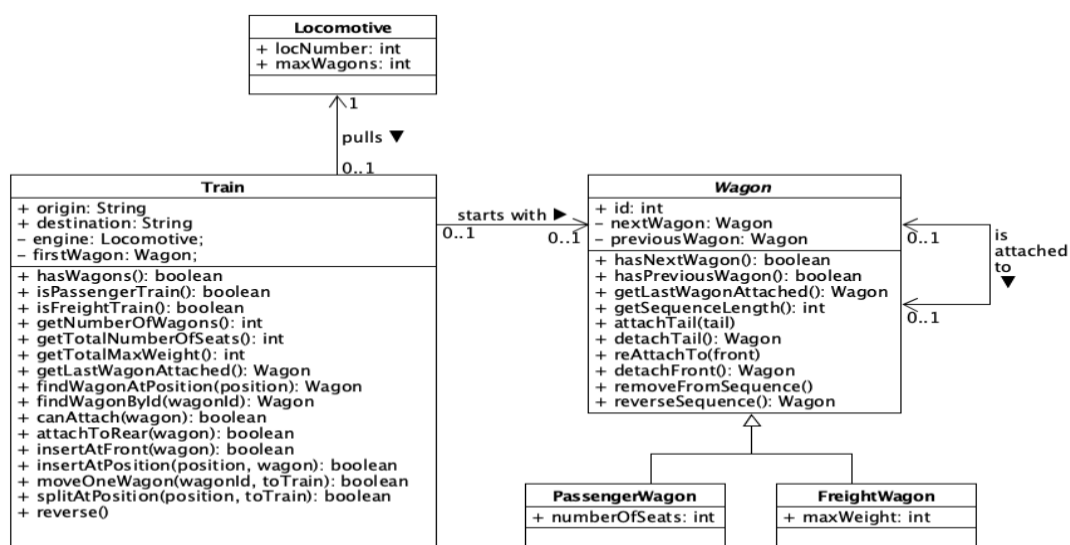 Locomotive
+ locNumber: int
+ maxWagons: int
1
pulls ▼
0..1
Train
+ origin: String
+ destination: String
- engine: Locomotive;
- firstWagon: Wagon;
+ hasWagons(): boolean
+ isPassengerTrain(): boolean
+ isFreightTrain(): boolean
+ getNumberOfWagons(): int
+ getTotalNumberOfSeats(): int
+ getTotalMaxWeight(): int
+ getLastWagonAttached(): Wagon
+ findWagonAtPosition(position): Wagon
+ findWagonById(wagonId): Wagon
+ canAttach(wagon): boolean
+ attachToRear(wagon): boolean
+ insertAtFront(wagon): boolean
+ insertAtPosition(position, wagon): boolean
+ moveOneWagon(wagonId, toTrain): boolean
+ splitAtPosition(position, toTrain): boolean
+ reverse()
starts with ▶
0..1
0..1
Wagon
+ id: int
- nextWagon: Wagon
- previousWagon: Wagon
+ hasNextWagon(): boolean
+ hasPreviousWagon(): boolean
+ getLastWagonAttached(): Wagon
+ getSequenceLength(): int
+ attachTail(tail)
+ detachTail(): Wagon
+ reAttachTo(front)
+ detachFront(): Wagon
+ removeFromSequence()
+ reverseSequence(): Wagon
0..1
is
attached
to
▼
0..1
PassengerWagon
+ numberOfSeats: int
FreightWagon
+ maxWeight: int